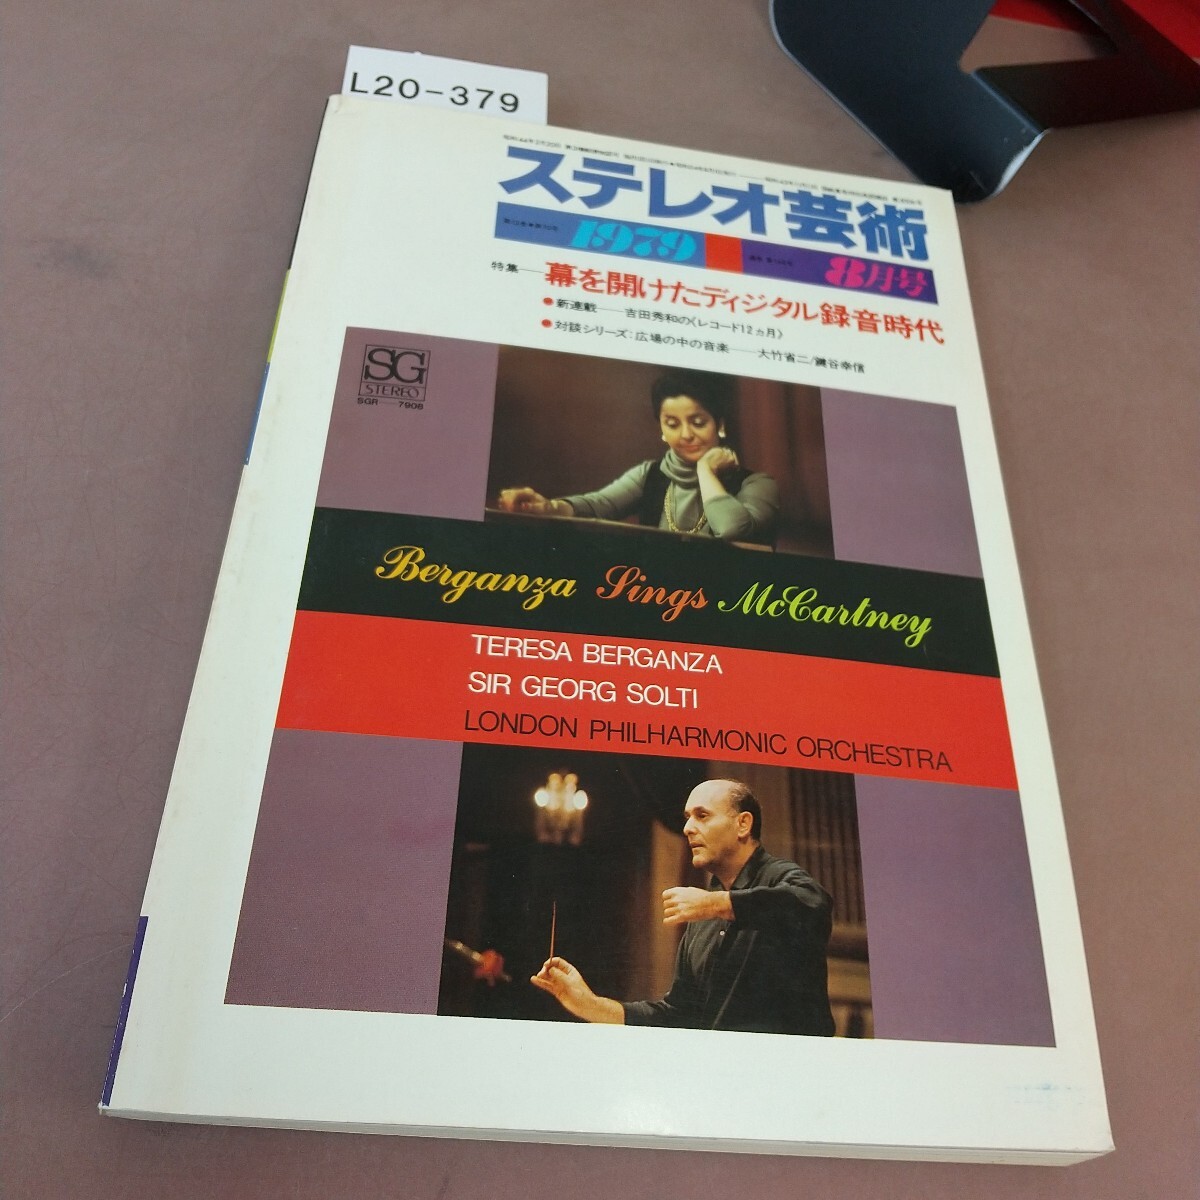 L20-379
ステレオ芸術
1979
8月号
特集──幕を開けたディジタル録音時代
●新連載──吉田秀和の〈レコード12ヵ月〉
●対談シリーズ:広場の中の音楽──大竹省二/鍵谷幸信
SG
STEREO
SGR──7908
Berganza Sings McCartney
TERESA BERGANZA
SIR GEORG SOLTI
LONDON PHILHARMONIC ORCHESTRA